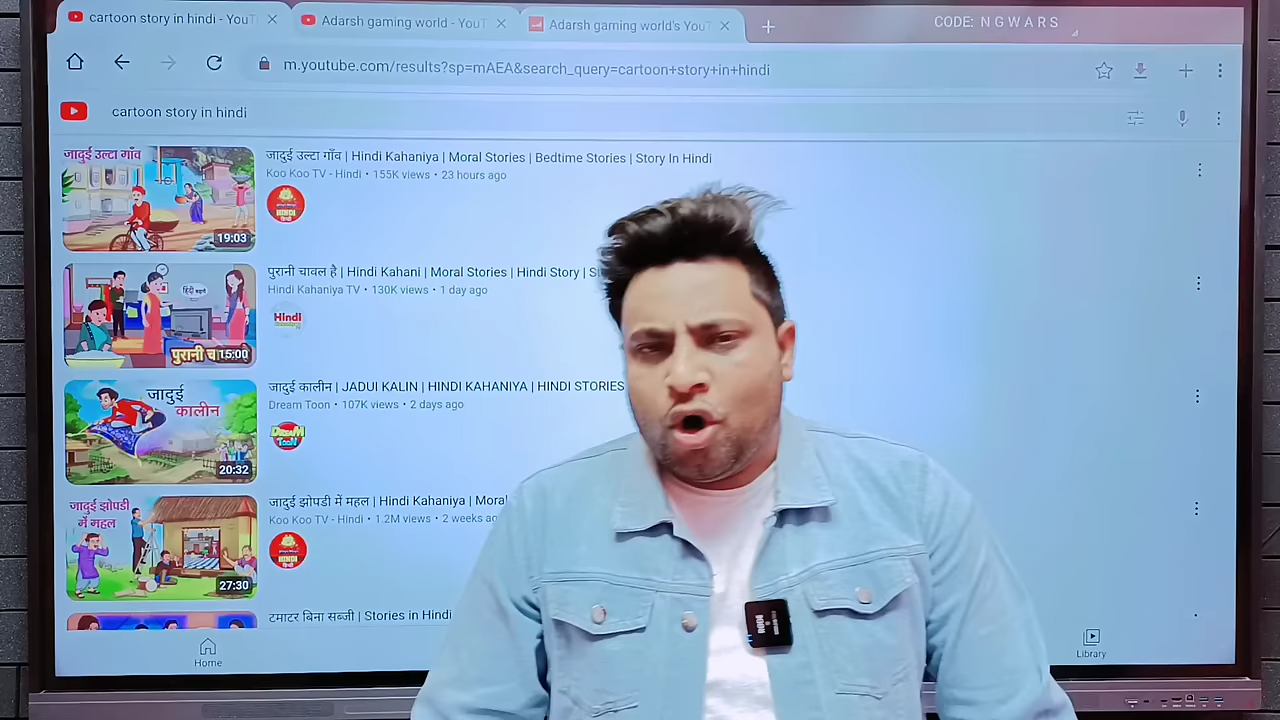 cartoon story in hindi - YouT
Adarsh gaming world - YouT
Adarsh gaming world's YouT
CODE: N G W A R S
m.youtube.com/results?sp=mAEA&search_query=cartoon+story+in+hindi
cartoon story in hindi
जादुई उल्टा गाँव
19:03
जादुई उल्टा गाँव | Hindi Kahaniya | Moral Stories | Bedtime Stories | Story In Hindi
Koo Koo TV - Hindi • 155K views • 23 hours ago
HINDI
पुरानी च
15:00
पुरानी चावल है | Hindi Kahani | Moral Stories | Hindi Story | S
Hindi Kahaniya TV • 130K views • 1 day ago
Hindi
जादुई
कालीन
20:32
जादुई कालीन | JADUI KALIN | HINDI KAHANIYA | HINDI STORIES
Dream Toon • 107K views • 2 days ago
DREAM
TOON
जादुई झोपडी
में महल
27:30
जादुई झोपडी में महल | Hindi Kahaniya | Moral
Koo Koo TV - Hindi • 1.2M views • 2 weeks ag
टमाटर बिना सब्जी | Stories in Hindi
Home
Library